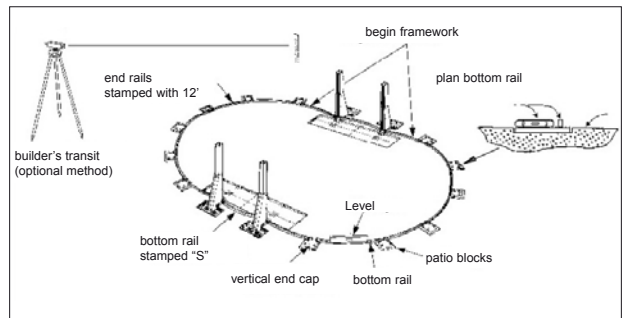 begin framework
end rails
stamped with 12’
plan bottom rail
builder’s transit
(optional method)
Level
bottom rail
stamped “S”
patio blocks
vertical end cap
bottom rail